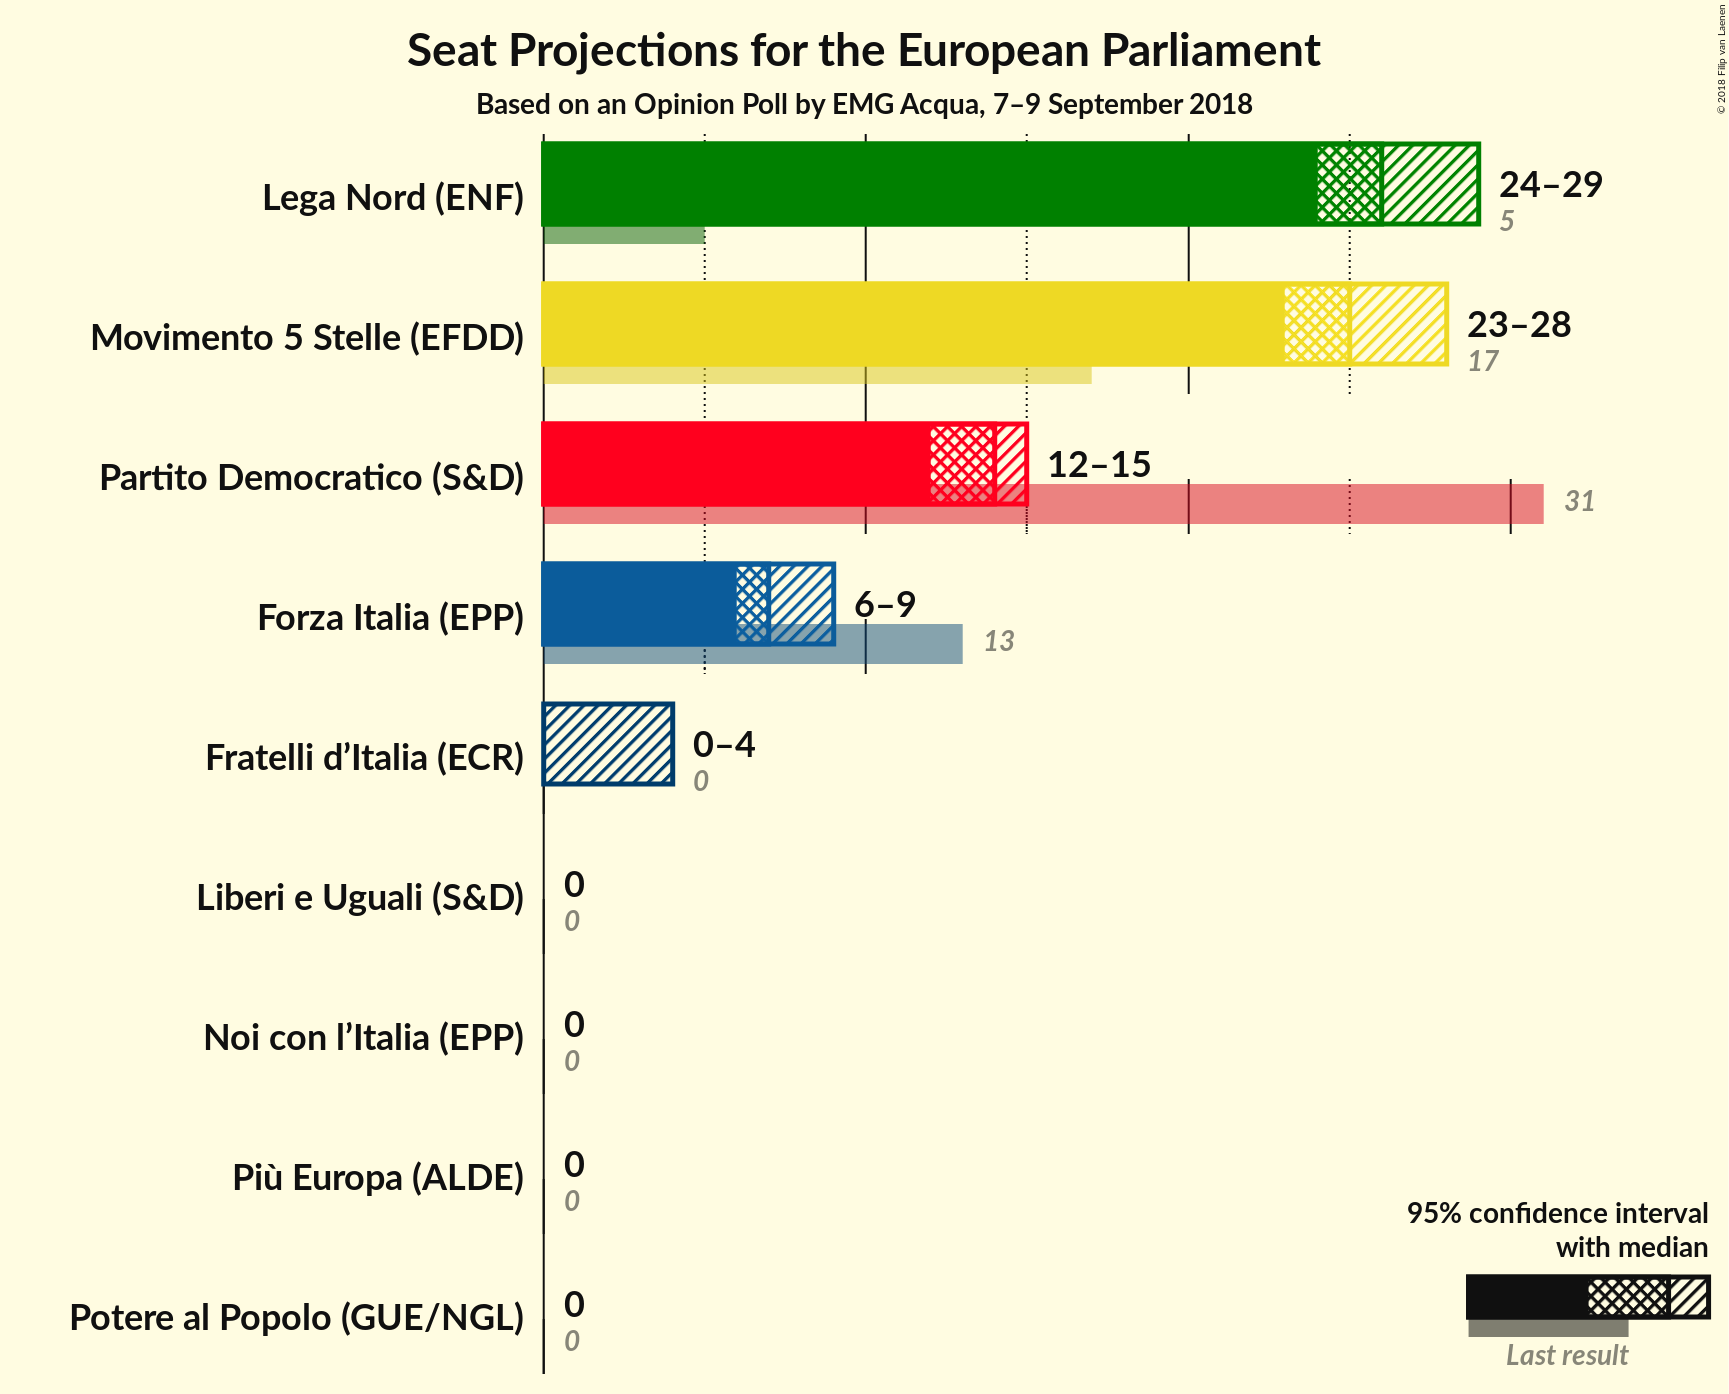 Seat Projections for the European Parliament
Based on an Opinion Poll by EMG Acqua, 7–9 September 2018
© 2018 Filip van Laenen
Lega Nord (ENF)
24–29
5
Movimento 5 Stelle (EFDD)
23–28
17
Partito Democratico (S&D)
12–15
31
Forza Italia (EPP)
6–9
13
Fratelli d’Italia (ECR)
0–4
0
Liberi e Uguali (S&D)
0
0
Noi con l’Italia (EPP)
0
0
Più Europa (ALDE)
0
0
Potere al Popolo (GUE/NGL)
0
0
95% confidence interval
with median
Last result